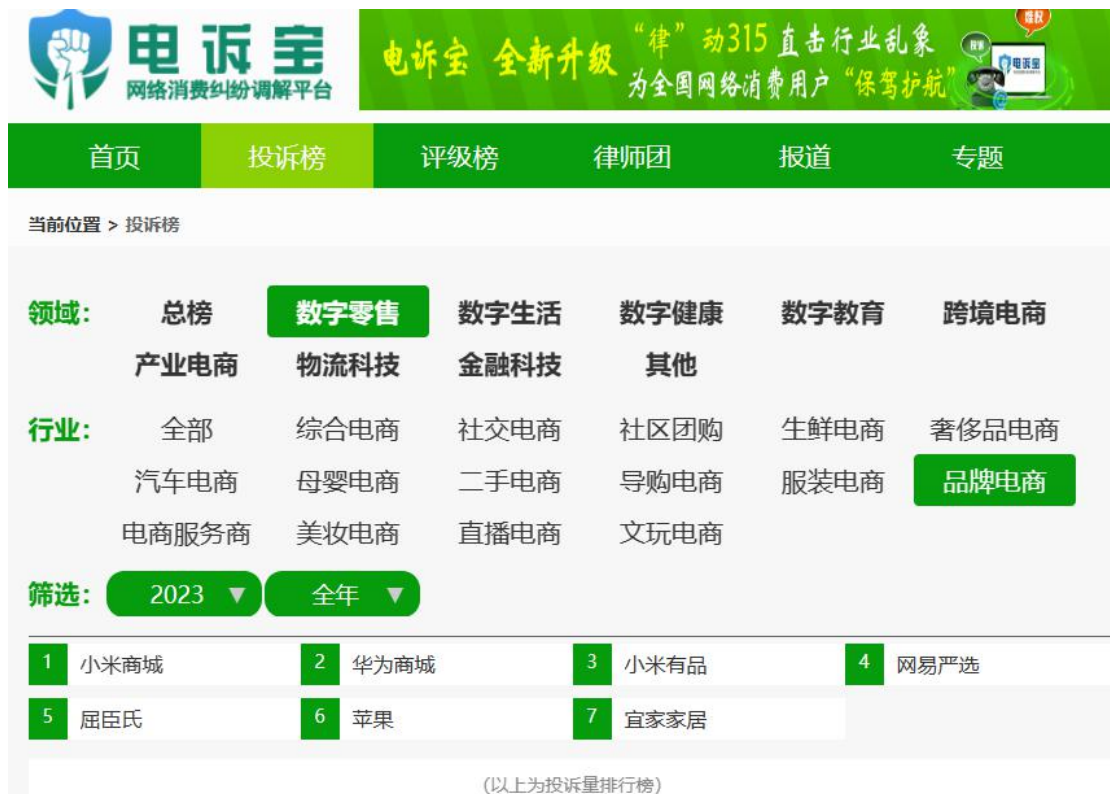 电诉宝
网络消费纠纷调解平台
电诉宝 全新升级
“律”动315 直击行业乱象
为全国网络消费用户“保驾护航”
维权
投诉
电诉宝
首页 投诉榜 评级榜 律师团 报道 专题
当前位置 > 投诉榜
领域： 总榜 数字零售 数字生活 数字健康 数字教育 跨境电商
产业电商 物流科技 金融科技 其他
行业： 全部 综合电商 社交电商 社区团购 生鲜电商 奢侈品电商
汽车电商 母婴电商 二手电商 导购电商 服装电商 品牌电商
电商服务商 美妆电商 直播电商 文玩电商
筛选： 2023 ▼ 全年 ▼
1 小米商城 2 华为商城 3 小米有品 4 网易严选
5 屈臣氏 6 苹果 7 宜家家居
（以上为投诉量排行榜）